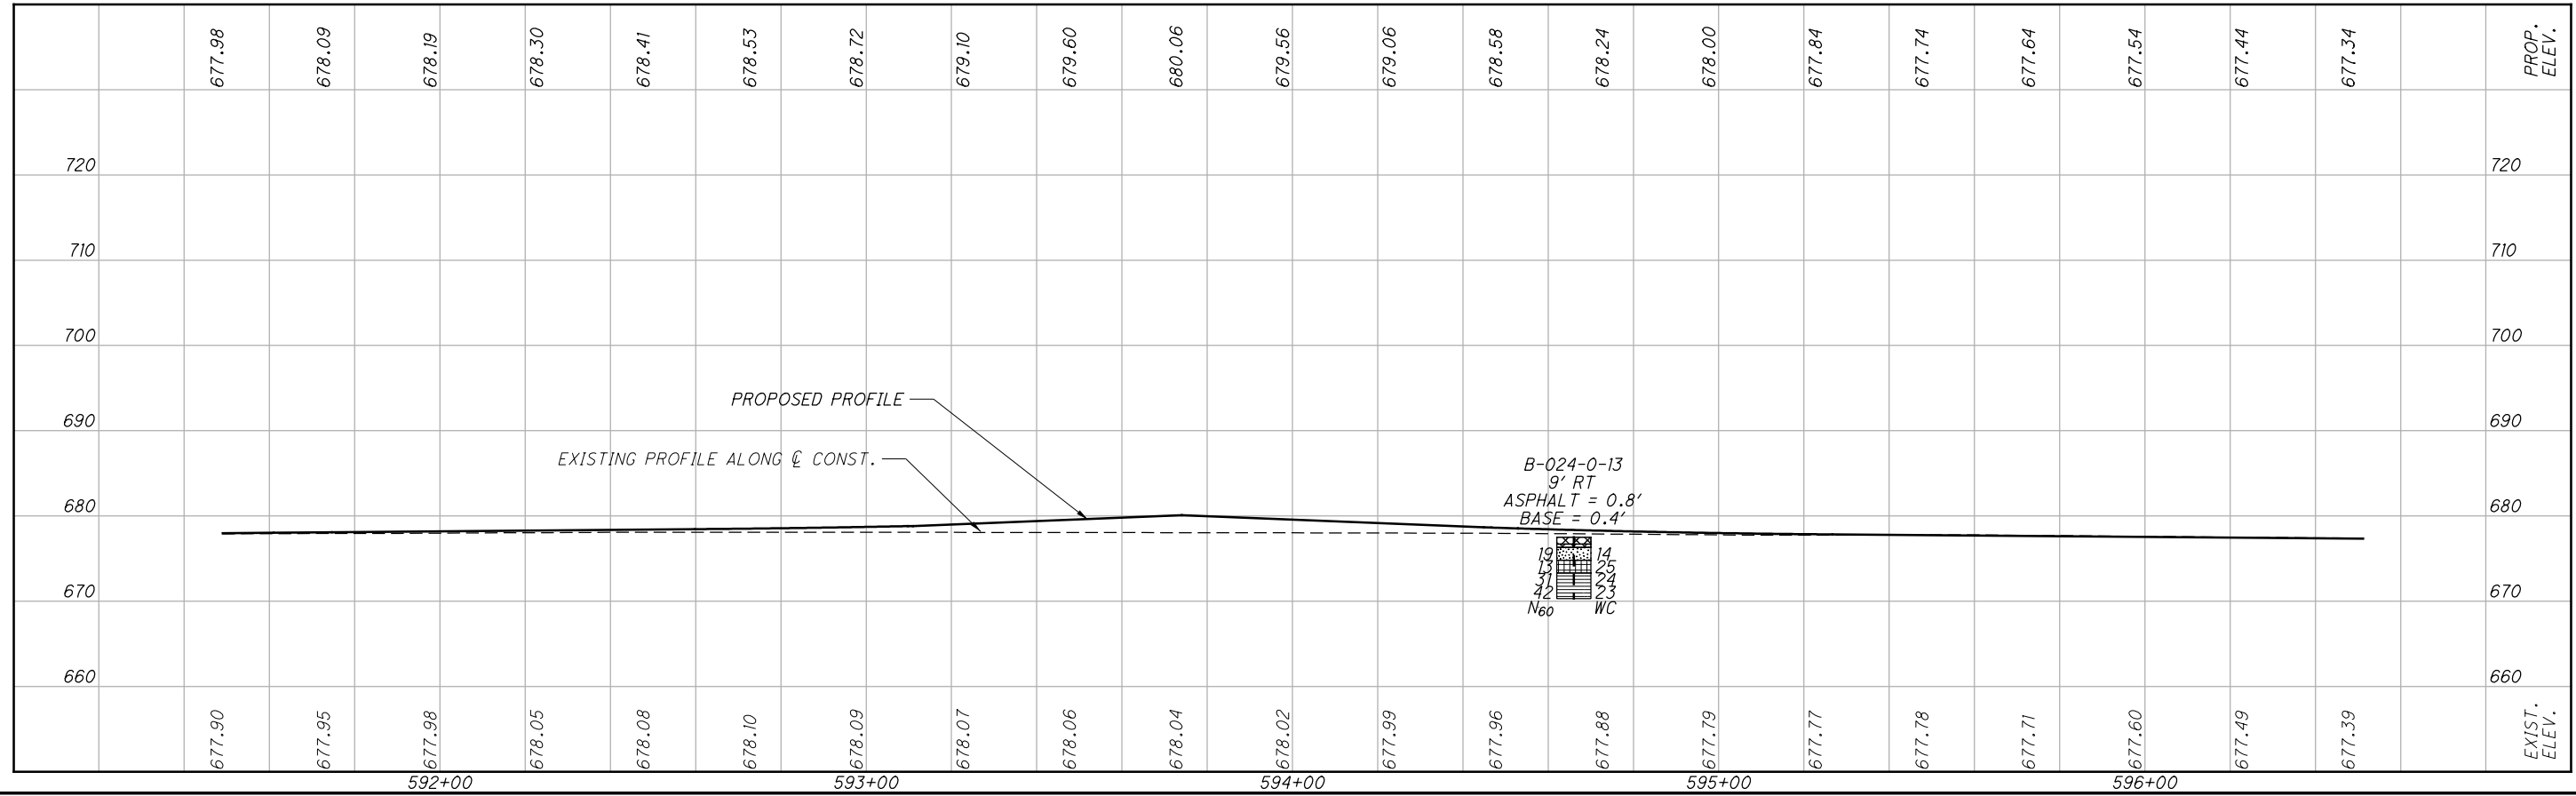 677.98 678.09 678.19 678.30 678.41 678.53 678.72 679.10 679.60 680.06 679.56 679.06 678.58 678.24 678.00 677.84 677.74 677.64 677.54 677.44 677.34
PROP.
ELEV.
720 720
710 710
700 700
PROPOSED PROFILE
690 690
EXISTING PROFILE ALONG ℄ CONST.
B-024-0-13
9' RT
ASPHALT = 0.8'
680 680
BASE = 0.4'
19 14
13 25
31 24
42 23
670 670
N60 WC
660 660
677.90 677.95 677.98 678.05 678.08 678.10 678.09 678.07 678.06 678.04 678.02 677.99 677.96 677.88 677.79 677.77 677.78 677.71 677.60 677.49 677.39
EXIST.
ELEV.
592+00 593+00 594+00 595+00 596+00